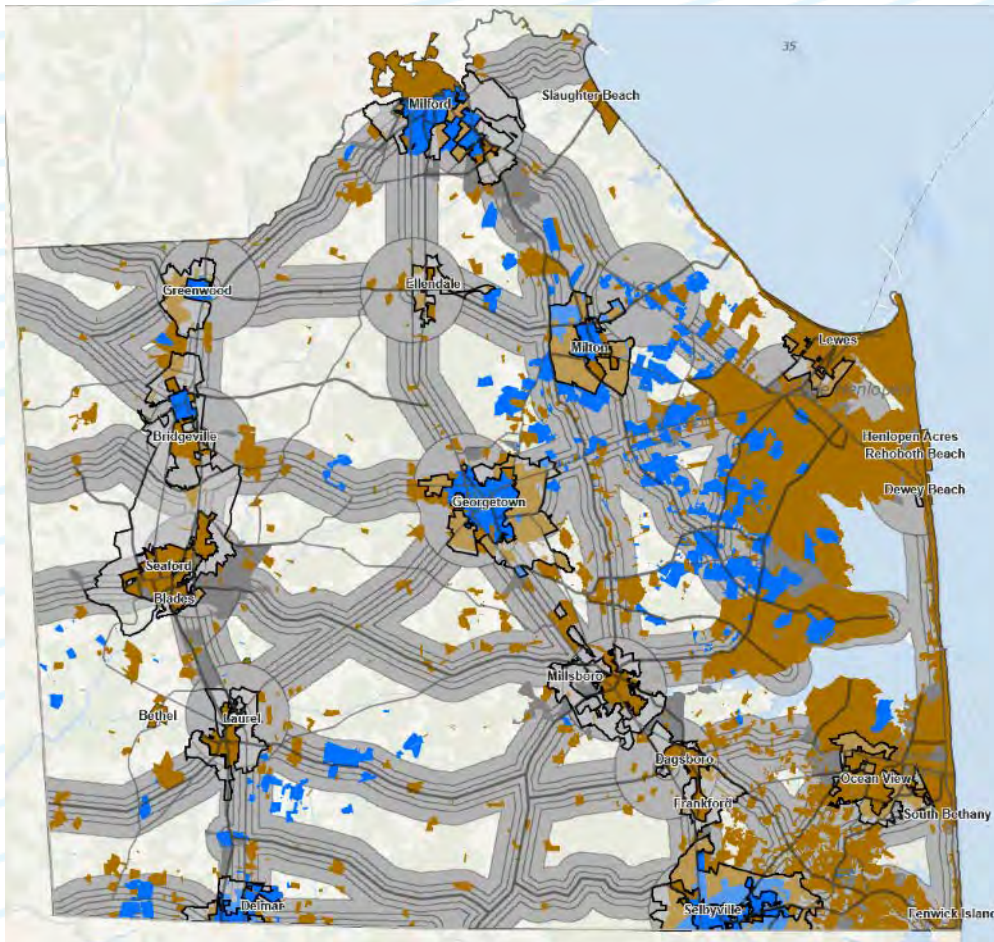 35
Slaughter Beach
Milford
Greenwood
Ellendale
Milton
Lewes
Bridgeville
Henlopen Acres
Rehoboth Beach
Dewey Beach
Georgetown
Seaford
Blades
Millsboro
Bethel
Laurel
Dagsboro
Ocean View
Frankford
South Bethany
Delmar
Selbyville
Fenwick Island